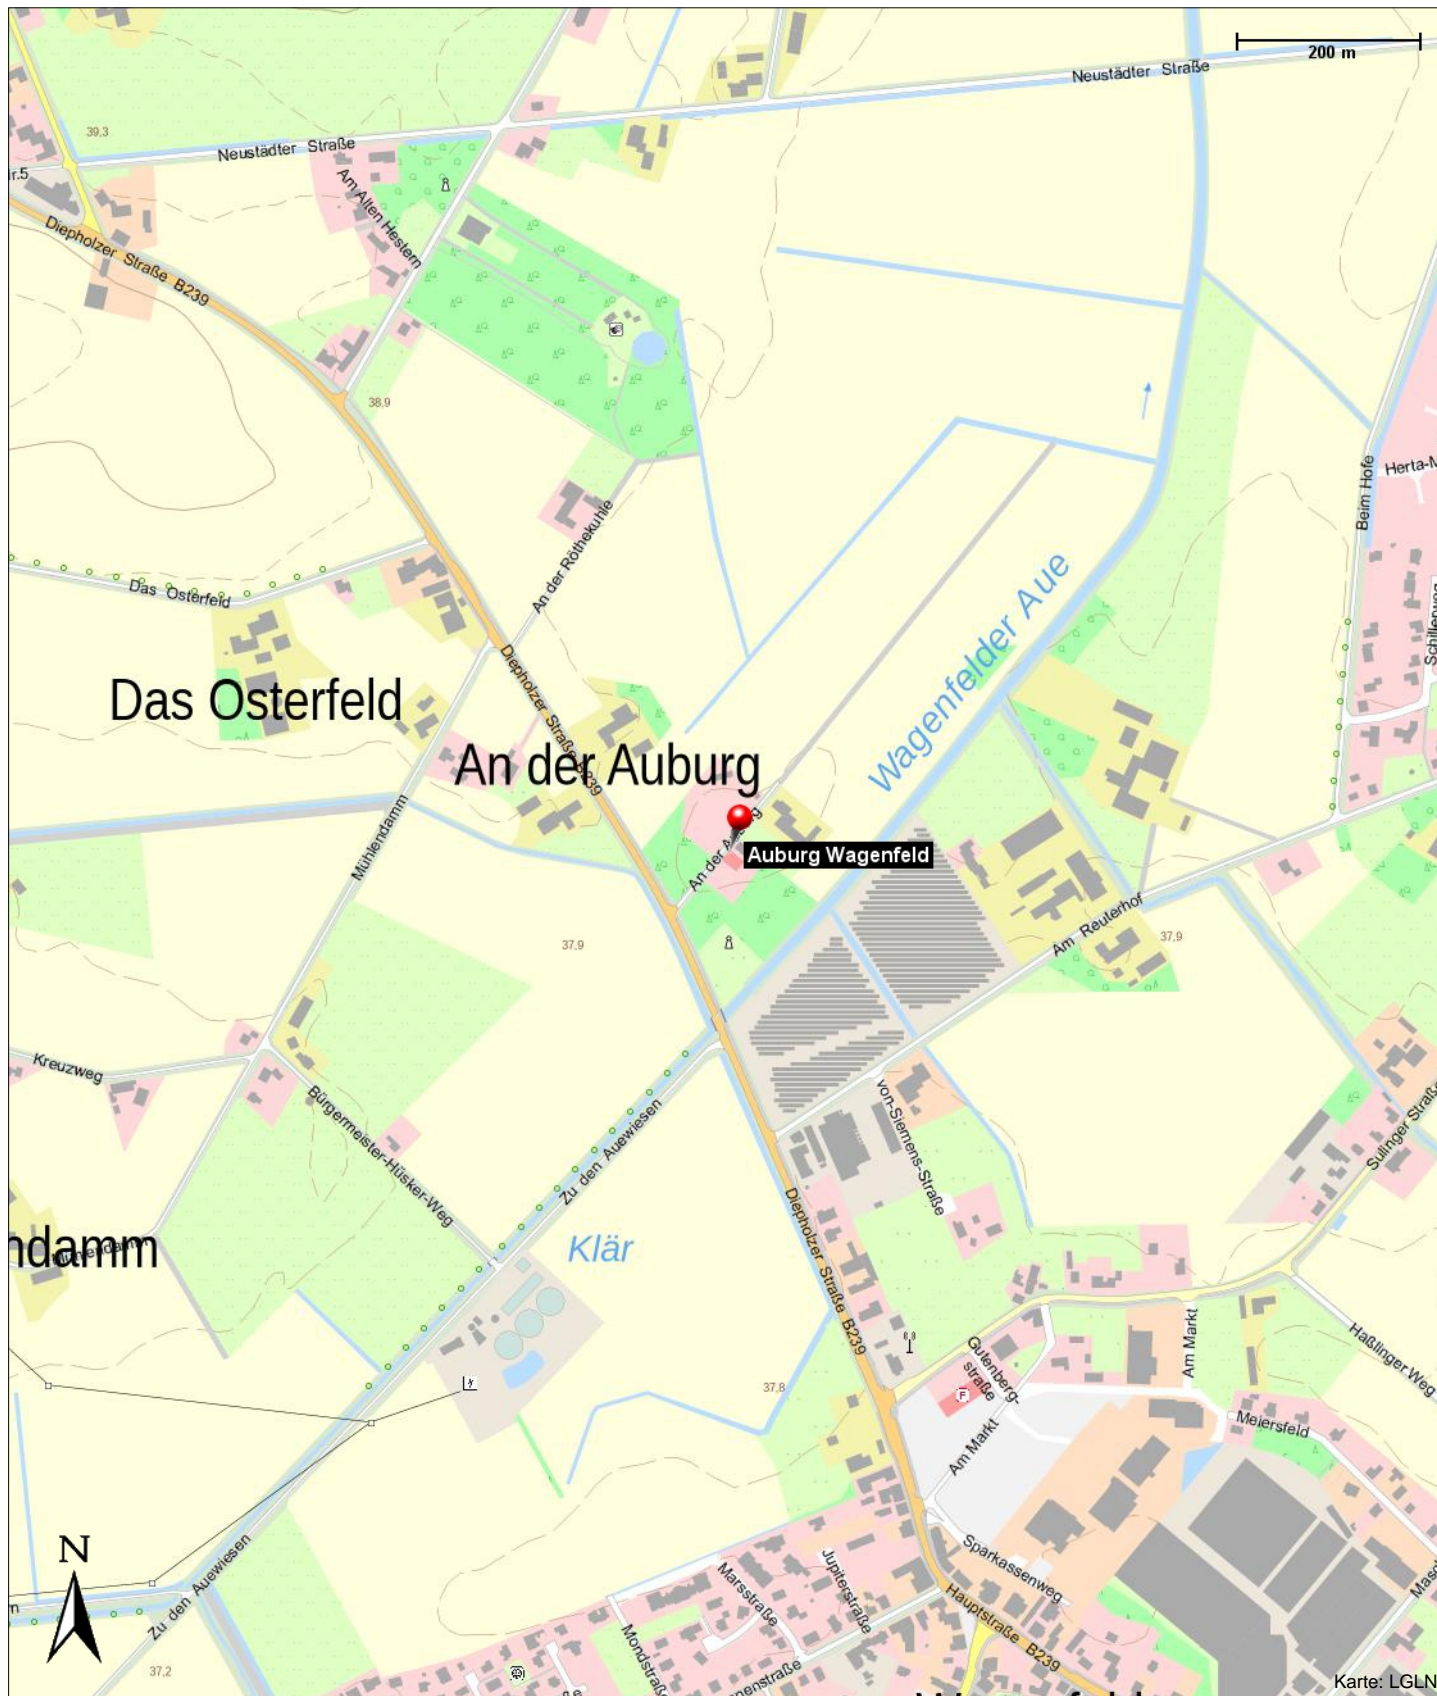 200 m
Neustädter Straße
39,3
Neustädter Straße
Am Alten Hestern
Diepholzer Straße B239
38,9
Beim Hofe
An der Röthekuhle
Das Osterfeld
Wagenfelder Aue
Diepholzer Straße B239
Das Osterfeld
An der Auburg
Mühlendamm
An der Auburg
Auburg Wagenfeld
Am Reuterhof
37,9
37,9
Kreuzweg
Bürgermeister-Hüsker-Weg
von-Siemens-Straße
Zu den Auewiesen
Sulinger Straße
Diepholzer Straße B239
Klär
Mühlendamm
Am Markt
Gutenberg-
straße
Haßlinger Weg
37,8
F
Meiersfeld
Am Markt
N
Zu den Auewiesen
Sparkassenweg
Marsstraße
Jupiterstraße
Hauptstraße B239
Mondstraße
37,2
Karte: LGLN